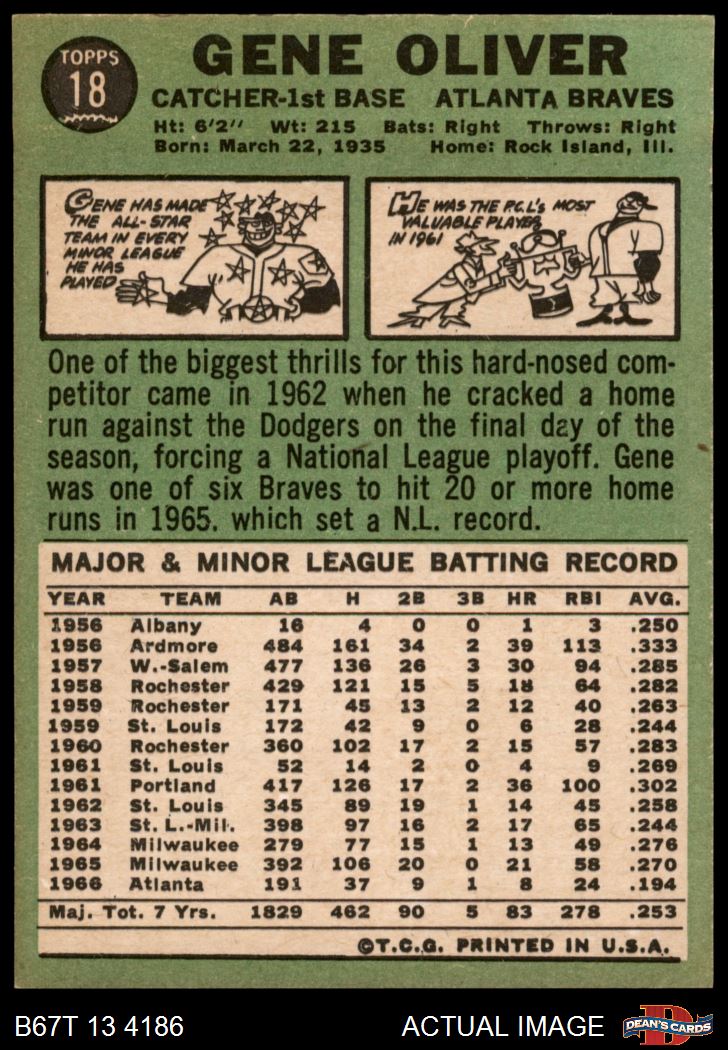 TOPPS
18
GENE OLIVER
CATCHER-1st BASE ATLANTA BRAVES
Ht: 6'2" Wt: 215 Bats: Right Throws: Right
Born: March 22, 1935 Home: Rock Island, Ill.
GENE HAS MADE
THE ALL-STAR
TEAM IN EVERY
MINOR LEAGUE
HE HAS
PLAYED
HE WAS THE P.C.L's MOST
VALUABLE PLAYER
IN 1961
One of the biggest thrills for this hard-nosed com-
petitor came in 1962 when he cracked a home
run against the Dodgers on the final day of the
season, forcing a National League playoff. Gene
was one of six Braves to hit 20 or more home
runs in 1965. which set a N.L. record.
MAJOR & MINOR LEAGUE BATTING RECORD
YEAR TEAM AB H 2B 3B HR RBI AVG.
1956 Albany 16 4 0 0 1 3 .250
1956 Ardmore 484 161 34 2 39 113 .333
1957 W.-Salem 477 136 26 3 30 94 .285
1958 Rochester 429 121 15 5 18 64 .282
1959 Rochester 171 45 13 2 12 40 .263
1959 St. Louis 172 42 9 0 6 28 .244
1960 Rochester 360 102 17 2 15 57 .283
1961 St. Louis 52 14 2 0 4 9 .269
1961 Portland 417 126 17 2 36 100 .302
1962 St. Louis 345 89 19 1 14 45 .258
1963 St. L.-Mil. 398 97 16 2 17 65 .244
1964 Milwaukee 279 77 15 1 13 49 .276
1965 Milwaukee 392 106 20 0 21 58 .270
1966 Atlanta 191 37 9 1 8 24 .194
Maj. Tot. 7 Yrs. 1829 462 90 5 83 278 .253
©T.C.G. PRINTED IN U.S.A.
B67T 13 4186 ACTUAL IMAGE
D
DEAN'S CARDS